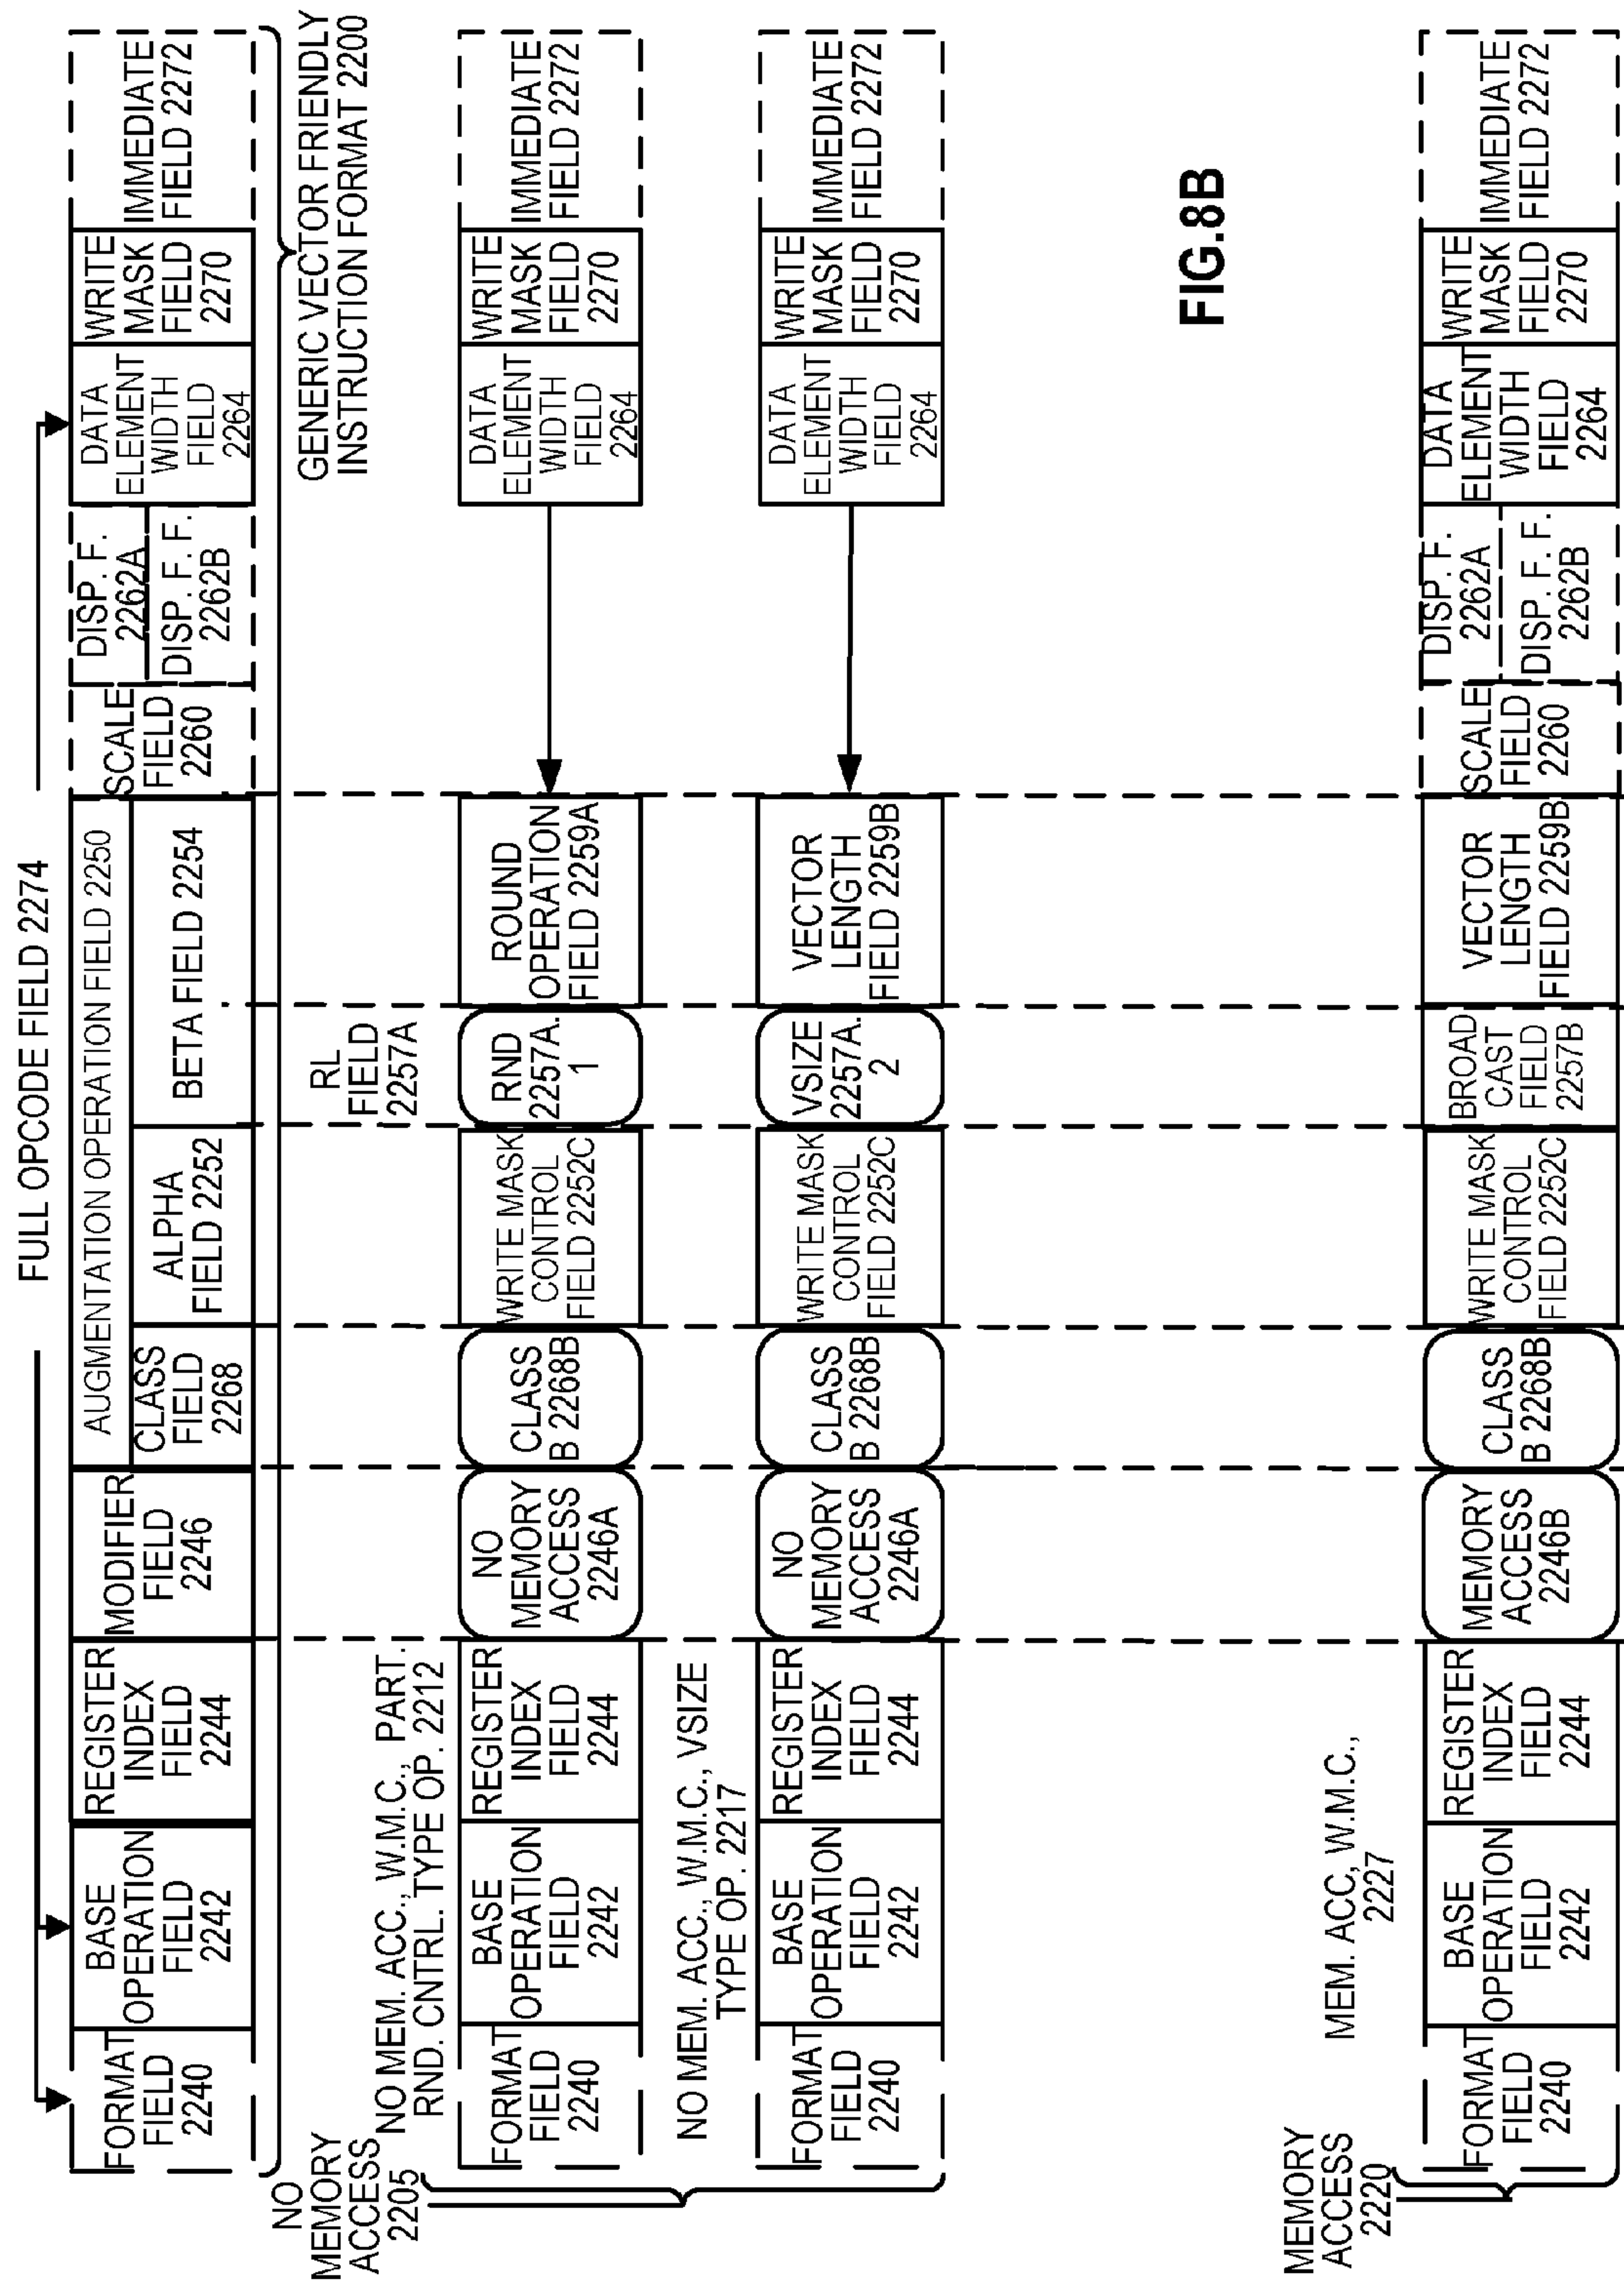 FULL OPCODE FIELD 2274
FORMAT
FIELD
2240
BASE
OPERATION
FIELD
2242
REGISTER
INDEX
FIELD
2244
MODIFIER
FIELD
2246
AUGMENTATION OPERATION FIELD 2250
CLASS
FIELD
2268
ALPHA
FIELD 2252
BETA FIELD 2254
SCALE
FIELD
2260
DISP. F.
2262A
DISP. F. F.
2262B
DATA
ELEMENT
WIDTH
FIELD
2264
WRITE
MASK
FIELD
2270
IMMEDIATE
FIELD 2272
GENERIC VECTOR FRIENDLY
INSTRUCTION FORMAT 2200
NO
MEMORY
ACCESS
2205
NO MEM. ACC., W.M.C., PART.
RND. CNTRL. TYPE OP. 2212
RL
FIELD
2257A
FORMAT
FIELD
2240
BASE
OPERATION
FIELD
2242
REGISTER
INDEX
FIELD
2244
NO
MEMORY
ACCESS
2246A
CLASS
B 2268B
WRITE MASK
CONTROL
FIELD 2252C
RND
2257A.
1
ROUND
OPERATION
FIELD 2259A
DATA
ELEMENT
WIDTH
FIELD
2264
WRITE
MASK
FIELD
2270
IMMEDIATE
FIELD 2272
NO MEM. ACC., W.M.C., VSIZE
TYPE OP. 2217
FORMAT
FIELD
2240
BASE
OPERATION
FIELD
2242
REGISTER
INDEX
FIELD
2244
NO
MEMORY
ACCESS
2246A
CLASS
B 2268B
WRITE MASK
CONTROL
FIELD 2252C
VSIZE
2257A.
2
VECTOR
LENGTH
FIELD 2259B
DATA
ELEMENT
WIDTH
FIELD
2264
WRITE
MASK
FIELD
2270
IMMEDIATE
FIELD 2272
FIG.8B
MEMORY
ACCESS
2220
MEM. ACC, W.M.C.,
2227
FORMAT
FIELD
2240
BASE
OPERATION
FIELD
2242
REGISTER
INDEX
FIELD
2244
MEMORY
ACCESS
2246B
CLASS
B 2268B
WRITE MASK
CONTROL
FIELD 2252C
BROAD
CAST
FIELD
2257B
VECTOR
LENGTH
FIELD 2259B
SCALE
FIELD
2260
DISP. F.
2262A
DISP. F. F.
2262B
DATA
ELEMENT
WIDTH
FIELD
2264
WRITE
MASK
FIELD
2270
IMMEDIATE
FIELD 2272